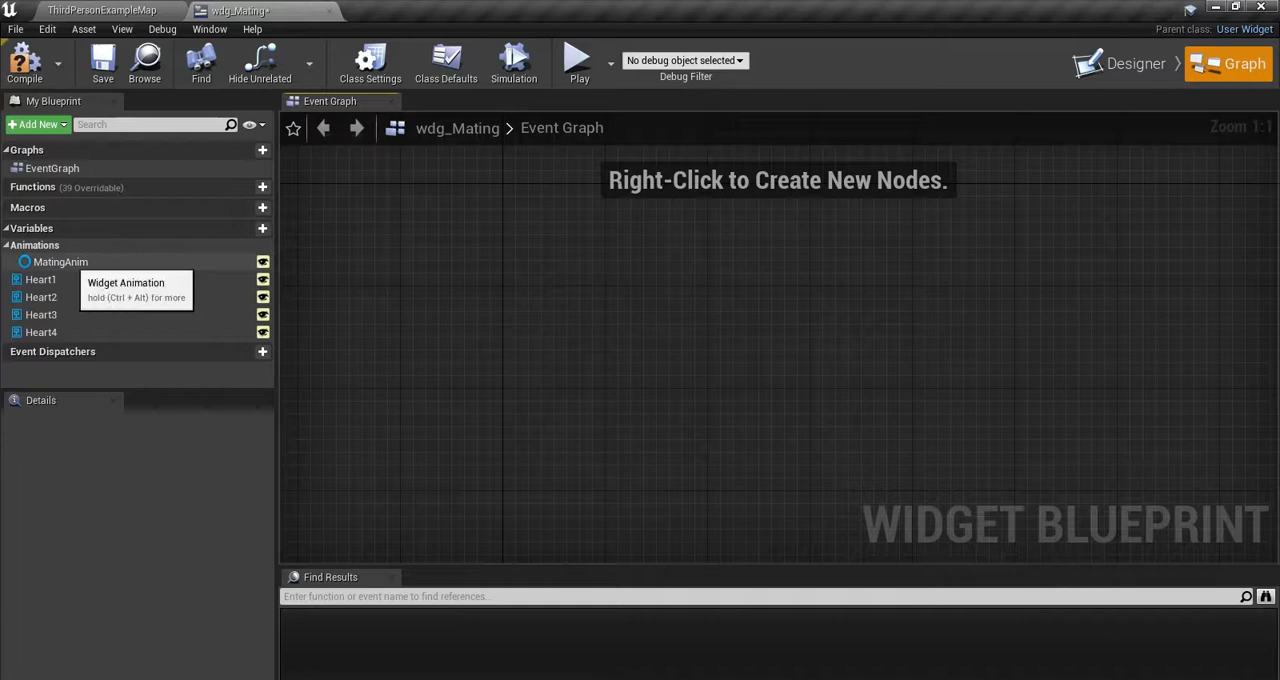 ThirdPersonExampleMap
wdg_Mating*
File Edit Asset View Debug Window Help
Parent class: User Widget
Compile
Save
Browse
Find
Hide Unrelated
Class Settings
Class Defaults
Simulation
Play
No debug object selected
Debug Filter
Designer
Graph
My Blueprint
Event Graph
Add New
Search
wdg_Mating > Event Graph
Zoom 1:1
Graphs
EventGraph
Functions (39 Overridable)
Macros
Variables
Animations
MatingAnim
Heart1
Heart2
Heart3
Heart4
Widget Animation
hold (Ctrl + Alt) for more
Event Dispatchers
Details
Right-Click to Create New Nodes.
WIDGET BLUEPRINT
Find Results
Enter function or event name to find references...